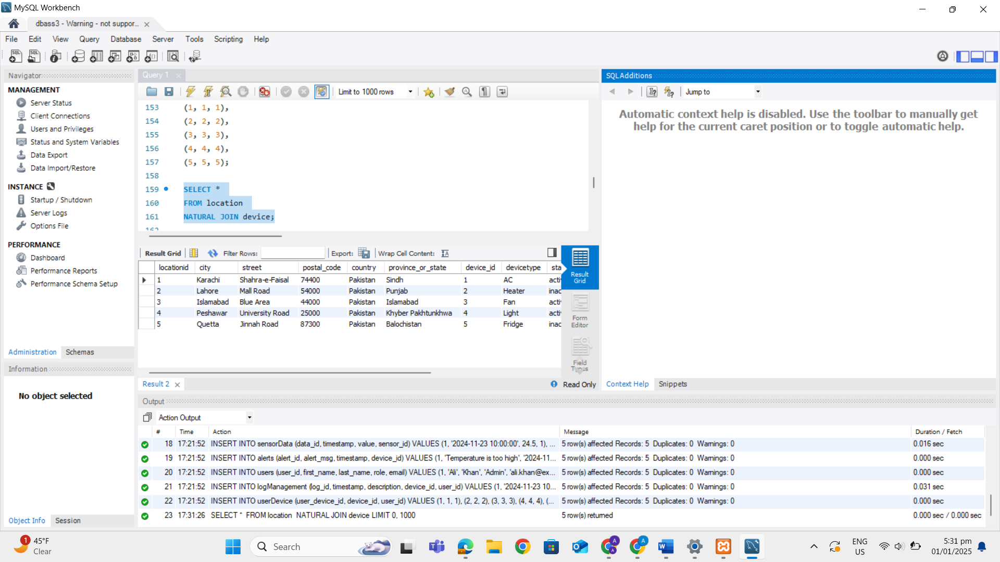 MySQL Workbench
dbass3 - Warning - not suppor...
File Edit View Query Database Server Tools Scripting Help
Navigator
MANAGEMENT
Server Status
Client Connections
Users and Privileges
Status and System Variables
Data Export
Data Import/Restore
INSTANCE
Startup / Shutdown
Server Logs
Options File
PERFORMANCE
Dashboard
Performance Reports
Performance Schema Setup
Administration Schemas
Information
No object selected
Object Info Session
Query 1
Limit to 1000 rows
153 (1, 1, 1),
154 (2, 2, 2),
155 (3, 3, 3),
156 (4, 4, 4),
157 (5, 5, 5);
158
159 SELECT *
160 FROM location
161 NATURAL JOIN device;
162
Result Grid Filter Rows: Export: Wrap Cell Content:
locationid city street postal_code country province_or_state device_id devicetype sta
1 Karachi Shahra-e-Faisal 74400 Pakistan Sindh 1 AC acti
2 Lahore Mall Road 54000 Pakistan Punjab 2 Heater inac
3 Islamabad Blue Area 44000 Pakistan Islamabad 3 Fan acti
4 Peshawar University Road 25000 Pakistan Khyber Pakhtunkhwa 4 Light acti
5 Quetta Jinnah Road 87300 Pakistan Balochistan 5 Fridge inac
Result
Grid
Form
Editor
Field
Types
Result 2
Read Only
SQLAdditions
Jump to
Automatic context help is disabled. Use the toolbar to manually get
help for the current caret position or to toggle automatic help.
Context Help Snippets
Output
Action Output
# Time Action Message Duration / Fetch
18 17:21:52 INSERT INTO sensorData (data_id, timestamp, value, sensor_id) VALUES (1, '2024-11-23 10:00:00', 24.5, 1), ... 5 row(s) affected Records: 5 Duplicates: 0 Warnings: 0 0.016 sec
19 17:21:52 INSERT INTO alerts (alert_id, alert_msg, timestamp, device_id) VALUES (1, 'Temperature is too high', '2024-11... 5 row(s) affected Records: 5 Duplicates: 0 Warnings: 0 0.000 sec
20 17:21:52 INSERT INTO users (user_id, first_name, last_name, role, email) VALUES (1, 'Ali', 'Khan', 'Admin', 'ali.khan@ex... 5 row(s) affected Records: 5 Duplicates: 0 Warnings: 0 0.000 sec
21 17:21:52 INSERT INTO logManagement (log_id, timestamp, description, device_id, user_id) VALUES (1, '2024-11-23 10... 5 row(s) affected Records: 5 Duplicates: 0 Warnings: 0 0.031 sec
22 17:21:52 INSERT INTO userDevice (user_device_id, device_id, user_id) VALUES (1, 1, 1), (2, 2, 2), (3, 3, 3), (4, 4, 4), (... 5 row(s) affected Records: 5 Duplicates: 0 Warnings: 0 0.000 sec
23 17:31:26 SELECT * FROM location NATURAL JOIN device LIMIT 0, 1000 5 row(s) returned 0.000 sec / 0.000 sec
1
45°F
Clear
Search
ENG
US
5:31 pm
01/01/2025